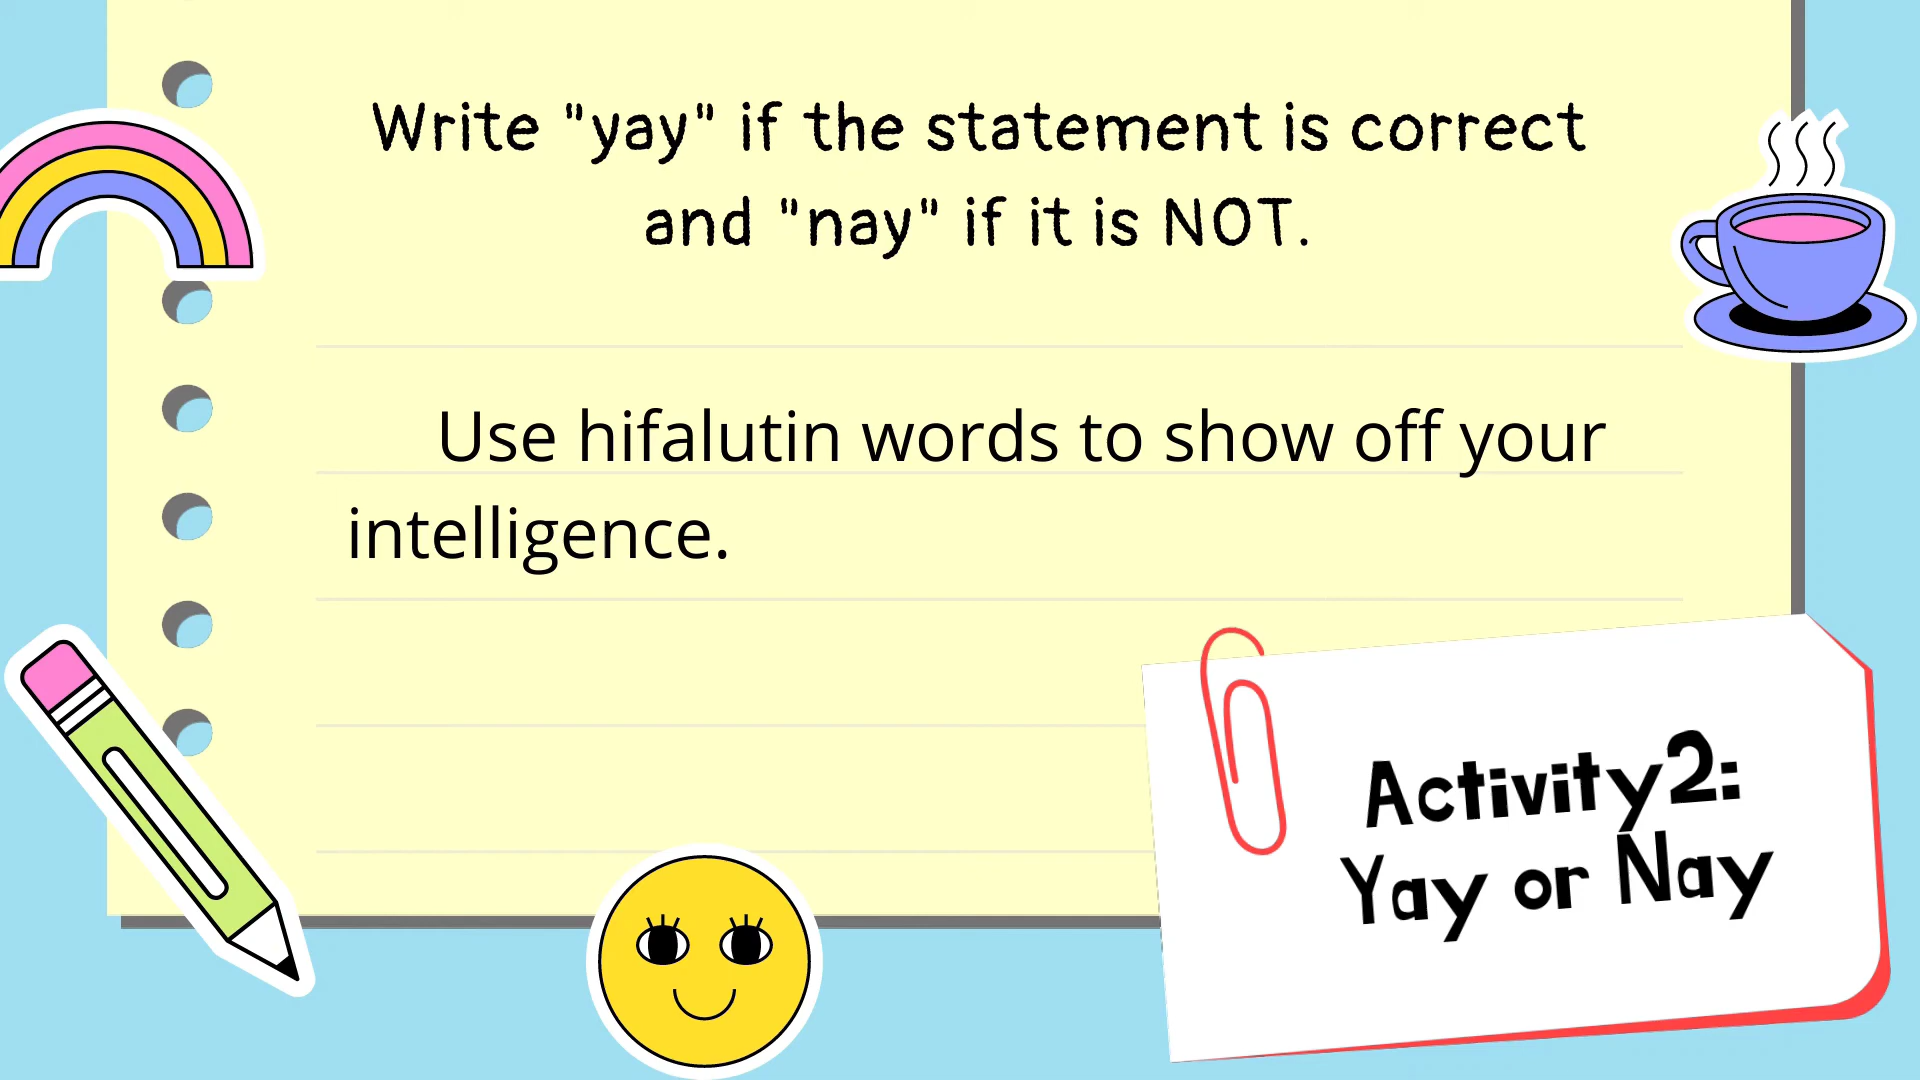 Write "yay" if the statement is correct
and "nay" if it is NOT.
Use hifalutin words to show off your
intelligence.
Activity2:
Yay or Nay